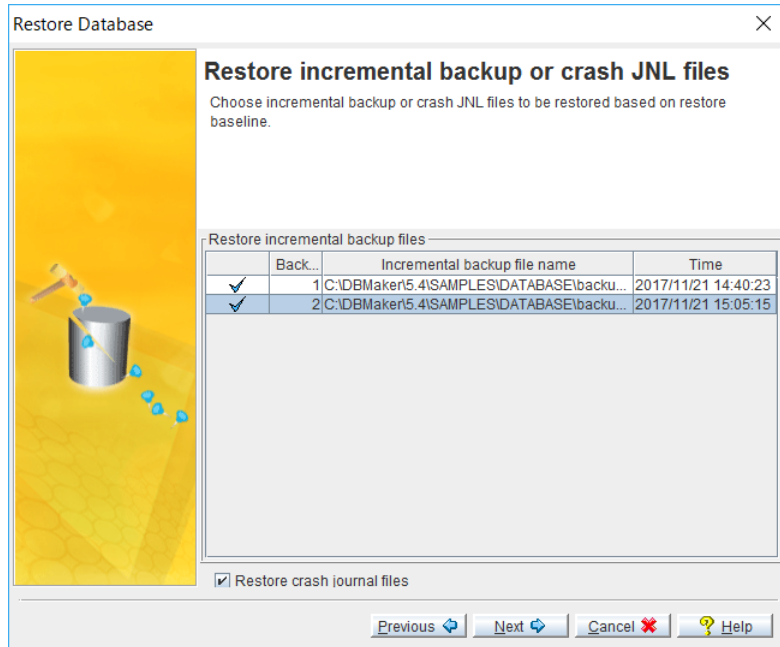 Restore Database
Restore incremental backup or crash JNL files
Choose incremental backup or crash JNL files to be restored based on restore
baseline.
Restore incremental backup files
Back... Incremental backup file name Time
1 C:\DBMaker\5.4\SAMPLES\DATABASE\backu... 2017/11/21 14:40:23
2 C:\DBMaker\5.4\SAMPLES\DATABASE\backu... 2017/11/21 15:05:15
Restore crash journal files
Previous Next Cancel Help